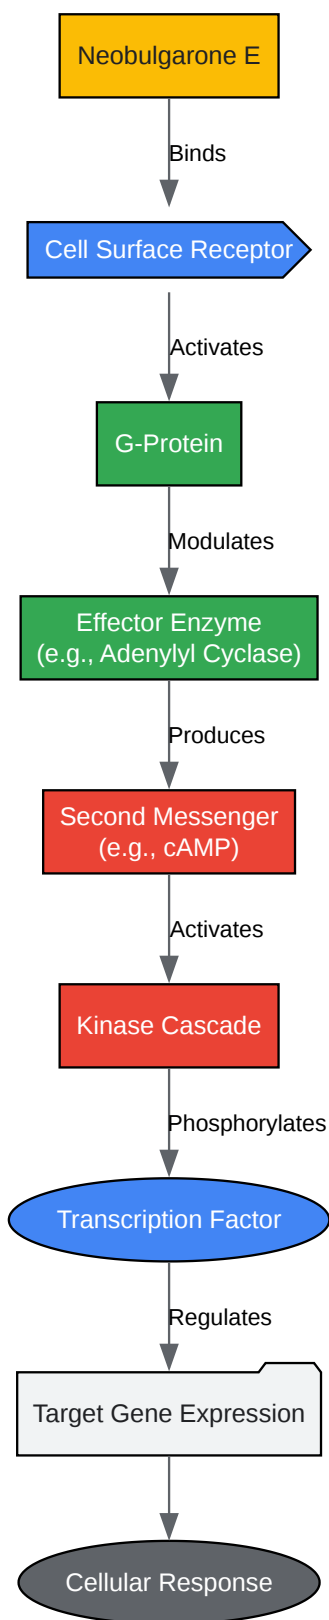 Neobulgarone E
Binds
Cell Surface Receptor
Activates
G-Protein
Modulates
Effector Enzyme
(e.g., Adenylyl Cyclase)
Produces
Second Messenger
(e.g., cAMP)
Activates
Kinase Cascade
Phosphorylates
Transcription Factor
Regulates
Target Gene Expression
Cellular Response